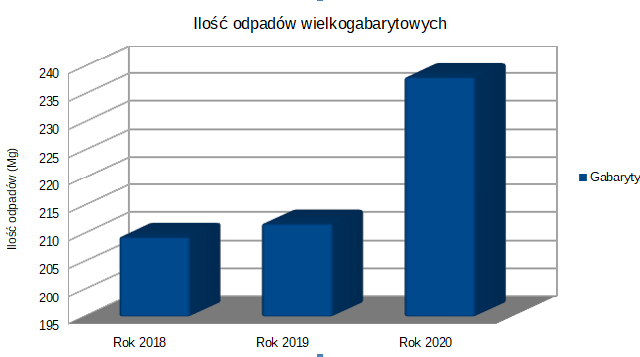 Ilość odpadów wielkogabarytowych
Ilość odpadów (Mg)
240
235
230
225
220
215
210
205
200
195
Rok 2018
Rok 2019
Rok 2020
Gabaryty